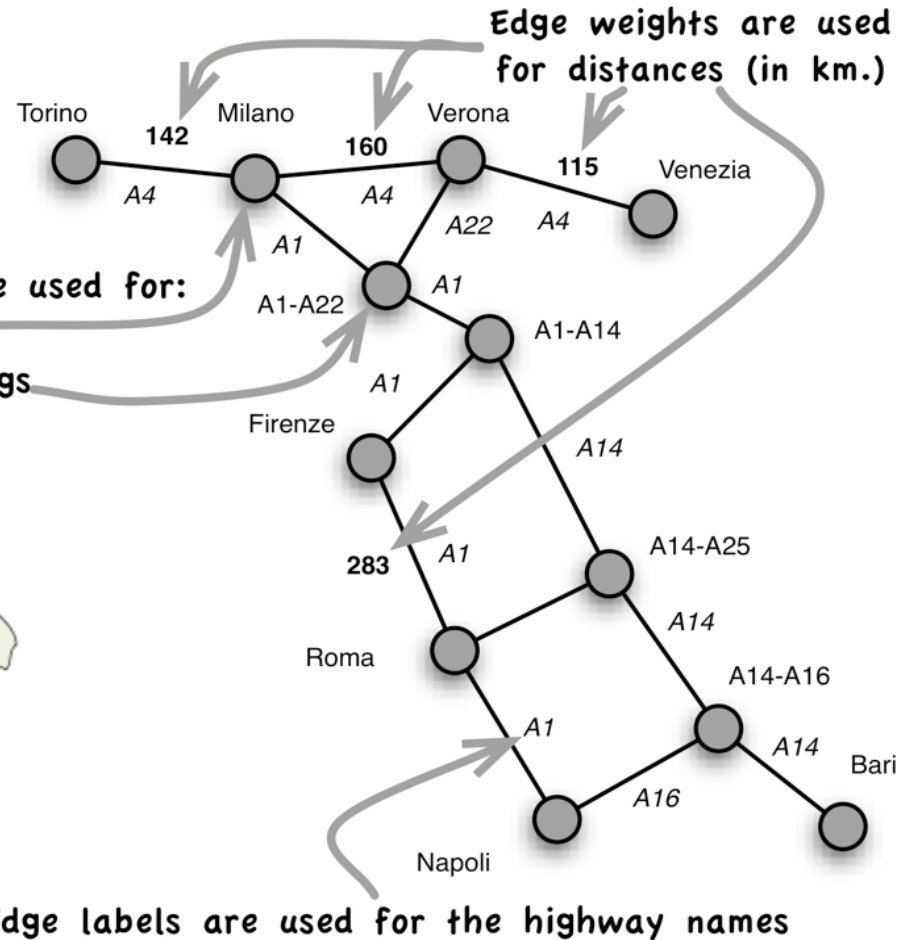 Edge weights are used
for distances (in km.)
Torino
142
Milano
160
Verona
115
Venezia
A4
A4
A22
A4
A1
e used for:
A1-A22
A1
A1-A14
gs
A1
Firenze
A14
A14-A25
283
A1
A14
Roma
A14-A16
A1
A14
Bari
A16
Napoli
Edge labels are used for the highway names